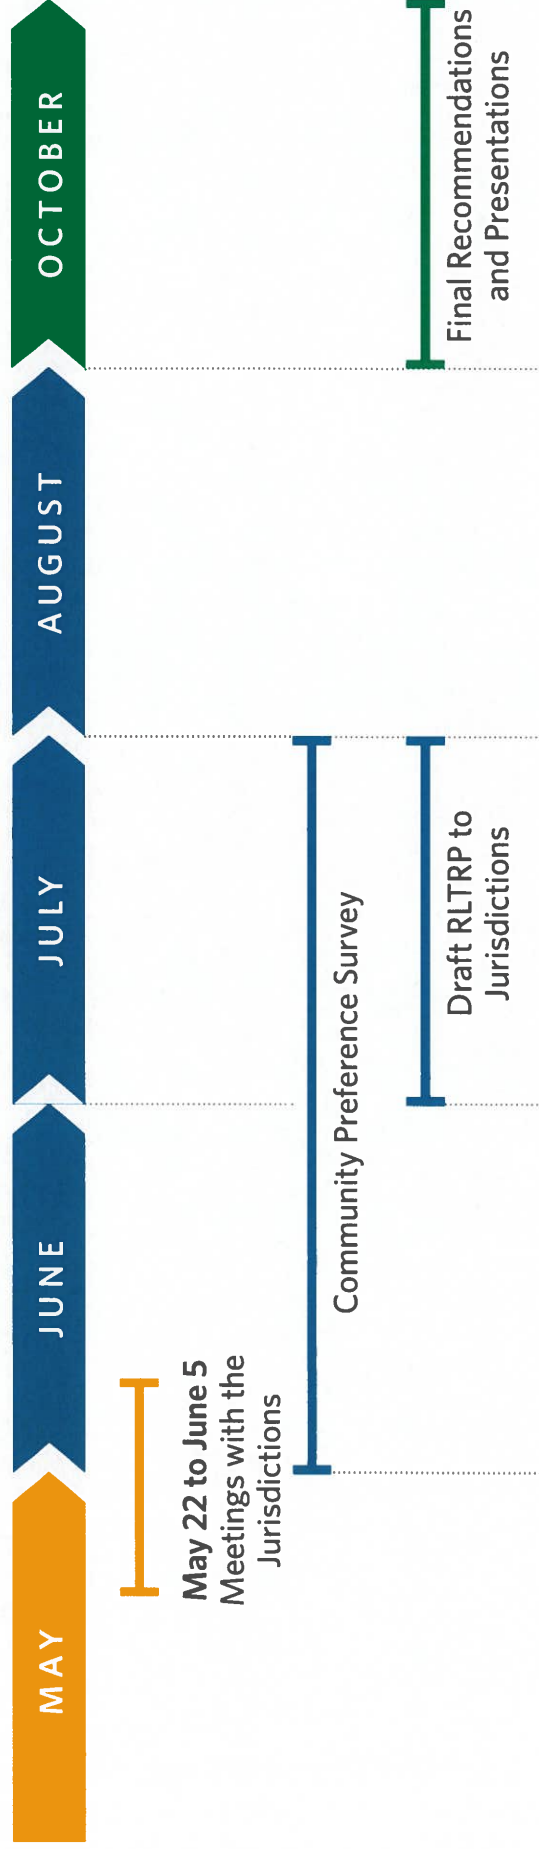 MAY
JUNE
JULY
AUGUST
OCTOBER
May 22 to June 5
Meetings with the
Jurisdictions
Community Preference Survey
Draft RLTRP to
Jurisdictions
Final Recommendations
and Presentations